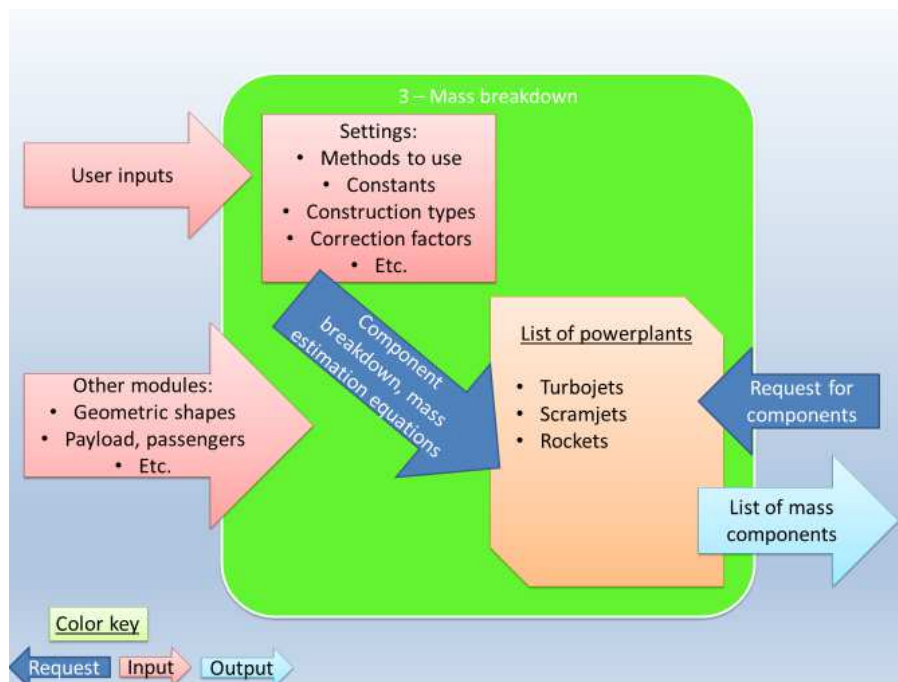 3 – Mass breakdown
User inputs
Settings:
• Methods to use
• Constants
• Construction types
• Correction factors
• Etc.
Other modules:
• Geometric shapes
• Payload, passengers
• Etc.
Component
breakdown, mass
estimation equations
List of powerplants
• Turbojets
• Scramjets
• Rockets
Request for
components
List of mass
components
Color key
Request
Input
Output